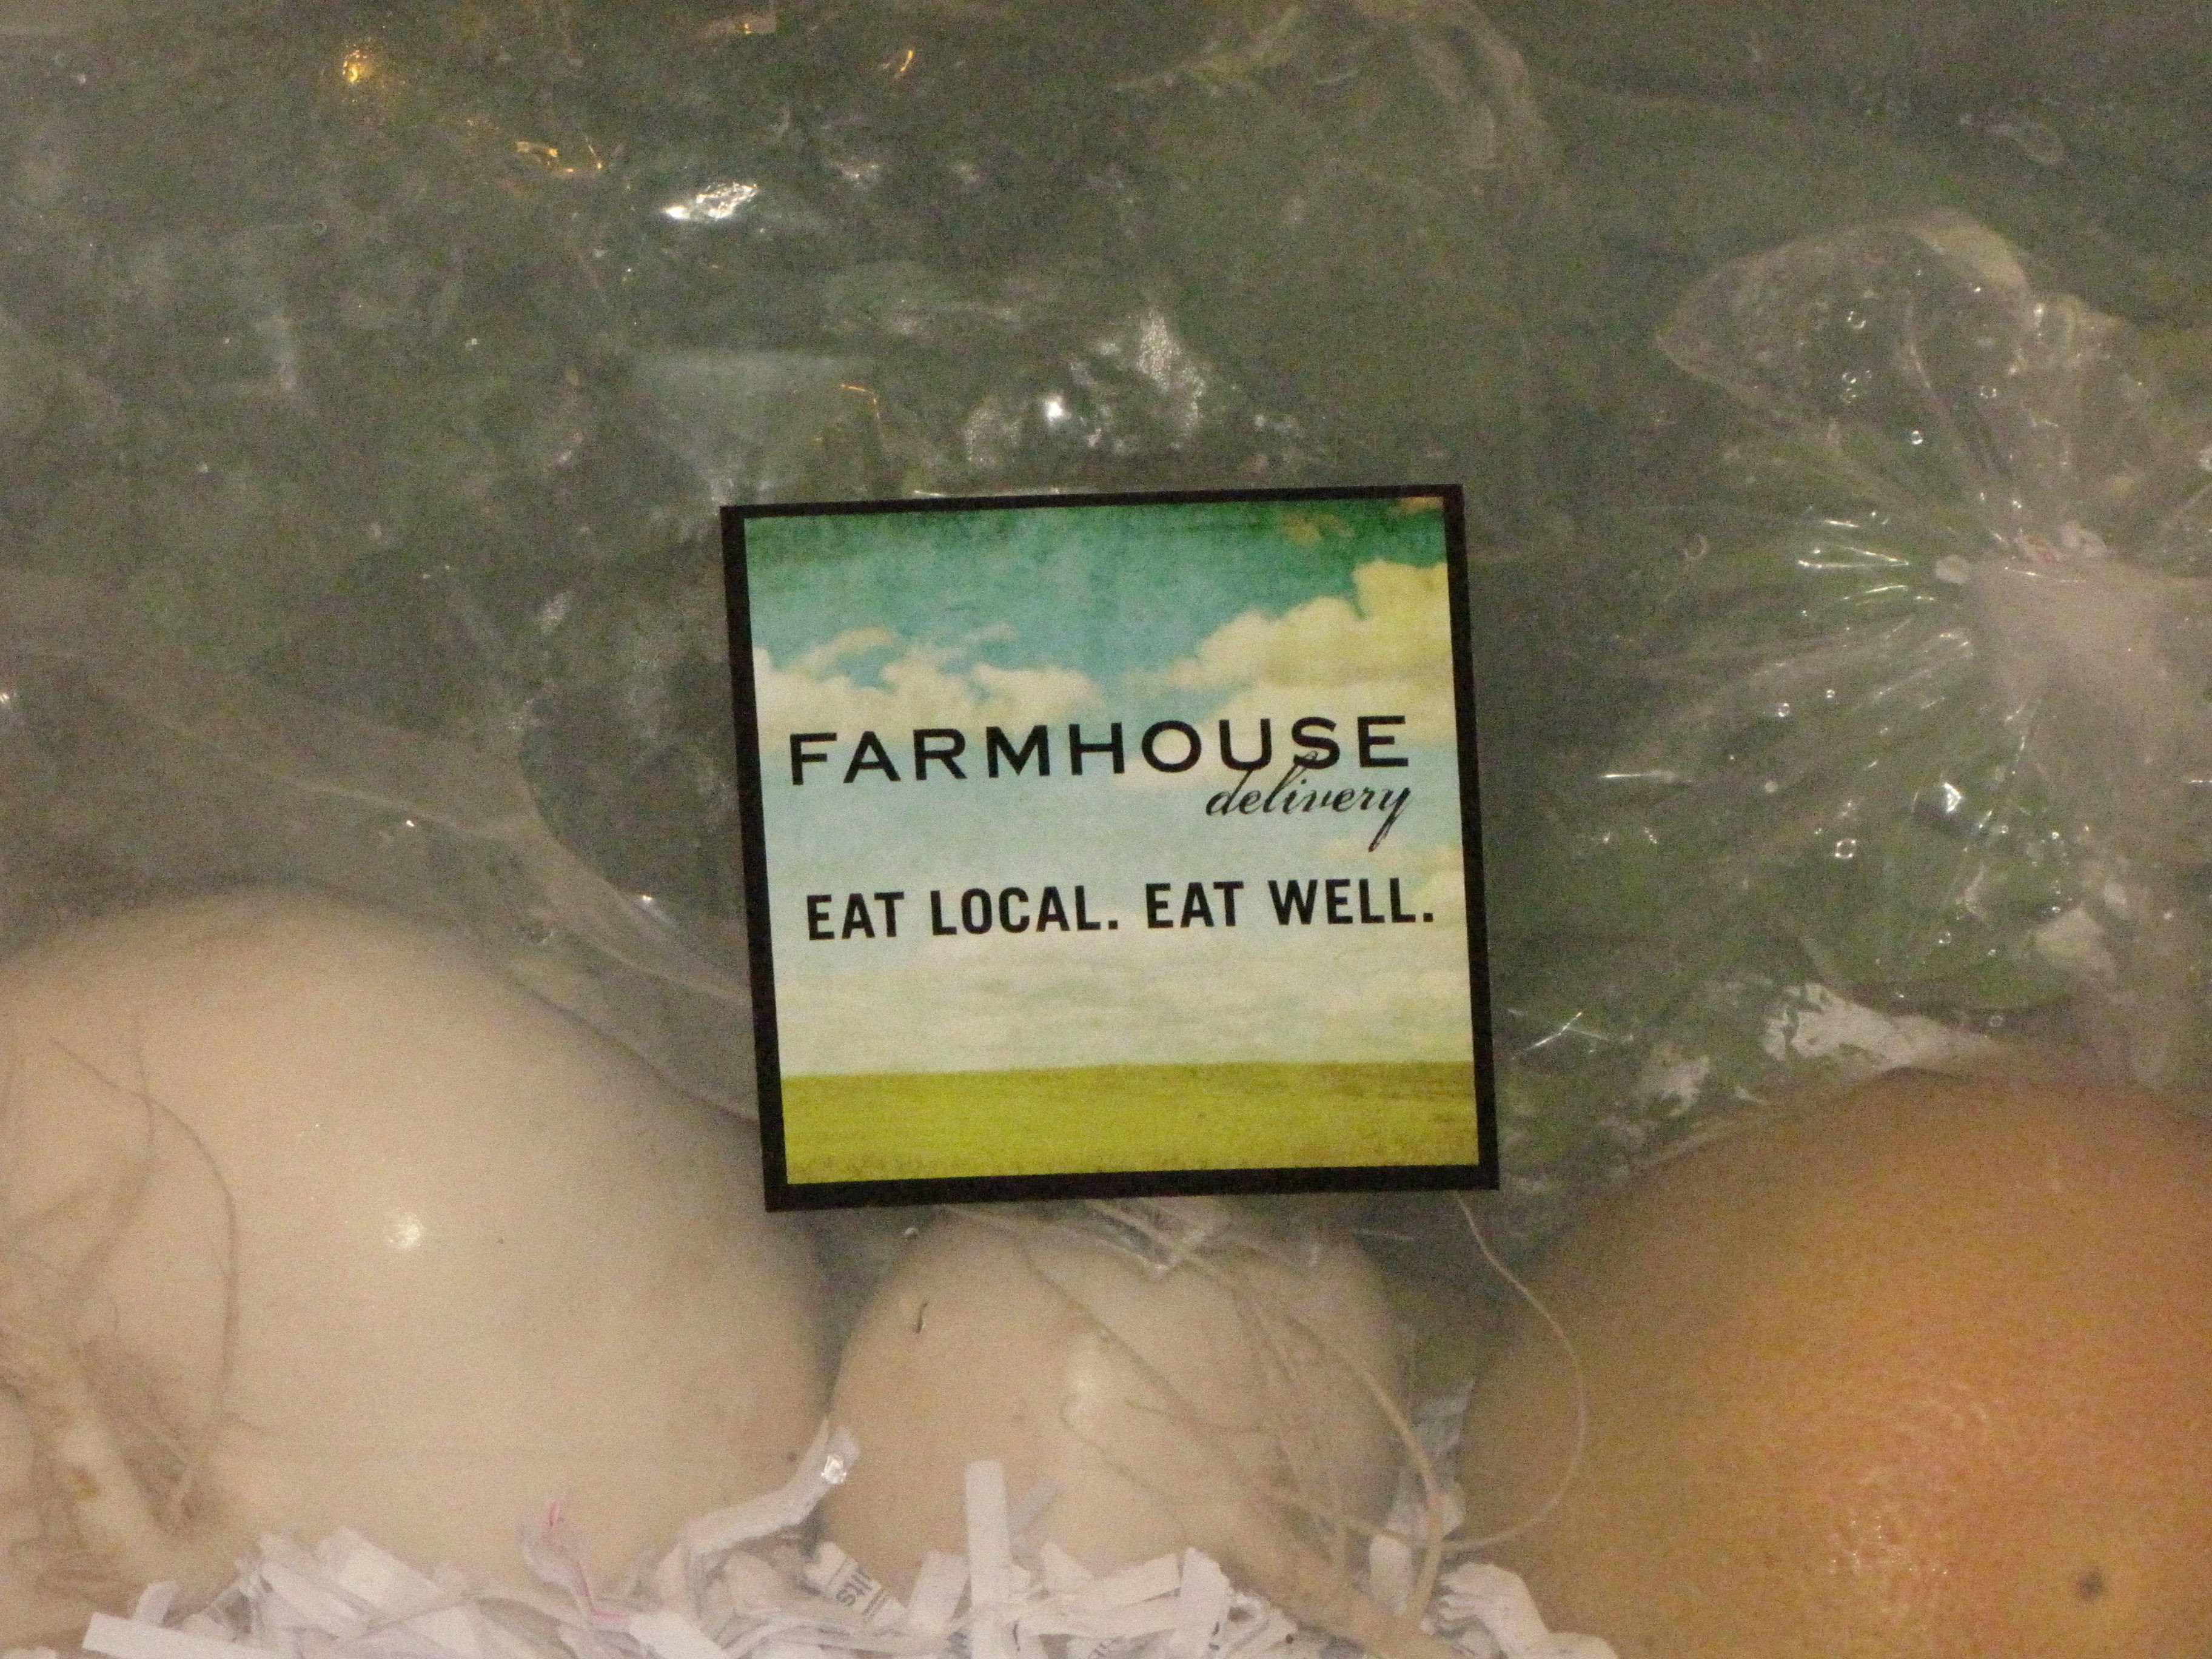 FARMHOUSE
delivery
EAT LOCAL. EAT WELL.